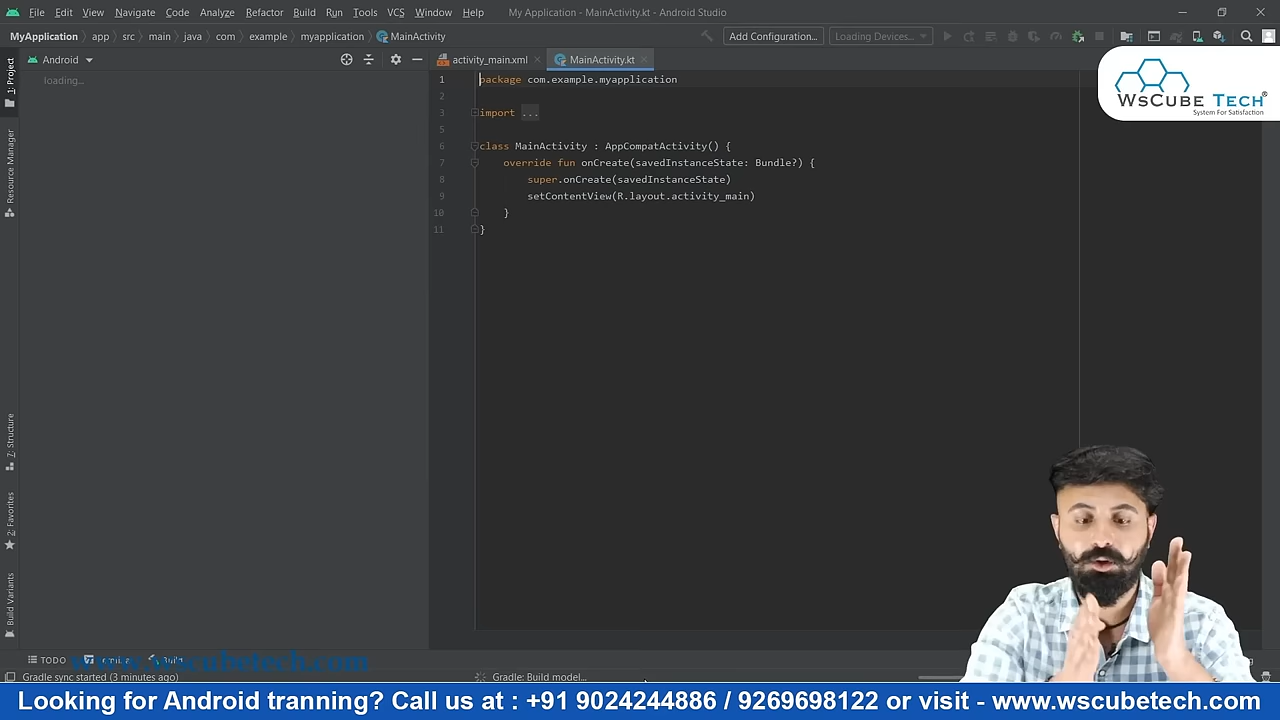 File Edit View Navigate Code Analyze Refactor Build Run Tools VCS Window Help My Application - MainActivity.kt - Android Studio
MyApplication app src main java com example myapplication MainActivity Add Configuration... Loading Devices...
Android
activity_main.xml MainActivity.kt
loading...
1: Project
Resource Manager
7: Structure
2: Favorites
Build Variants
1 package com.example.myapplication
2
3 import ...
5
6 class MainActivity : AppCompatActivity() {
7 override fun onCreate(savedInstanceState: Bundle?) {
8 super.onCreate(savedInstanceState)
9 setContentView(R.layout.activity_main)
10 }
11 }
WsCube Tech®
System For Satisfaction
TODO
www.wscubetech.com
Gradle sync started (3 minutes ago) Gradle: Build model...
Looking for Android tranning? Call us at : +91 9024244886 / 9269698122 or visit - www.wscubetech.com